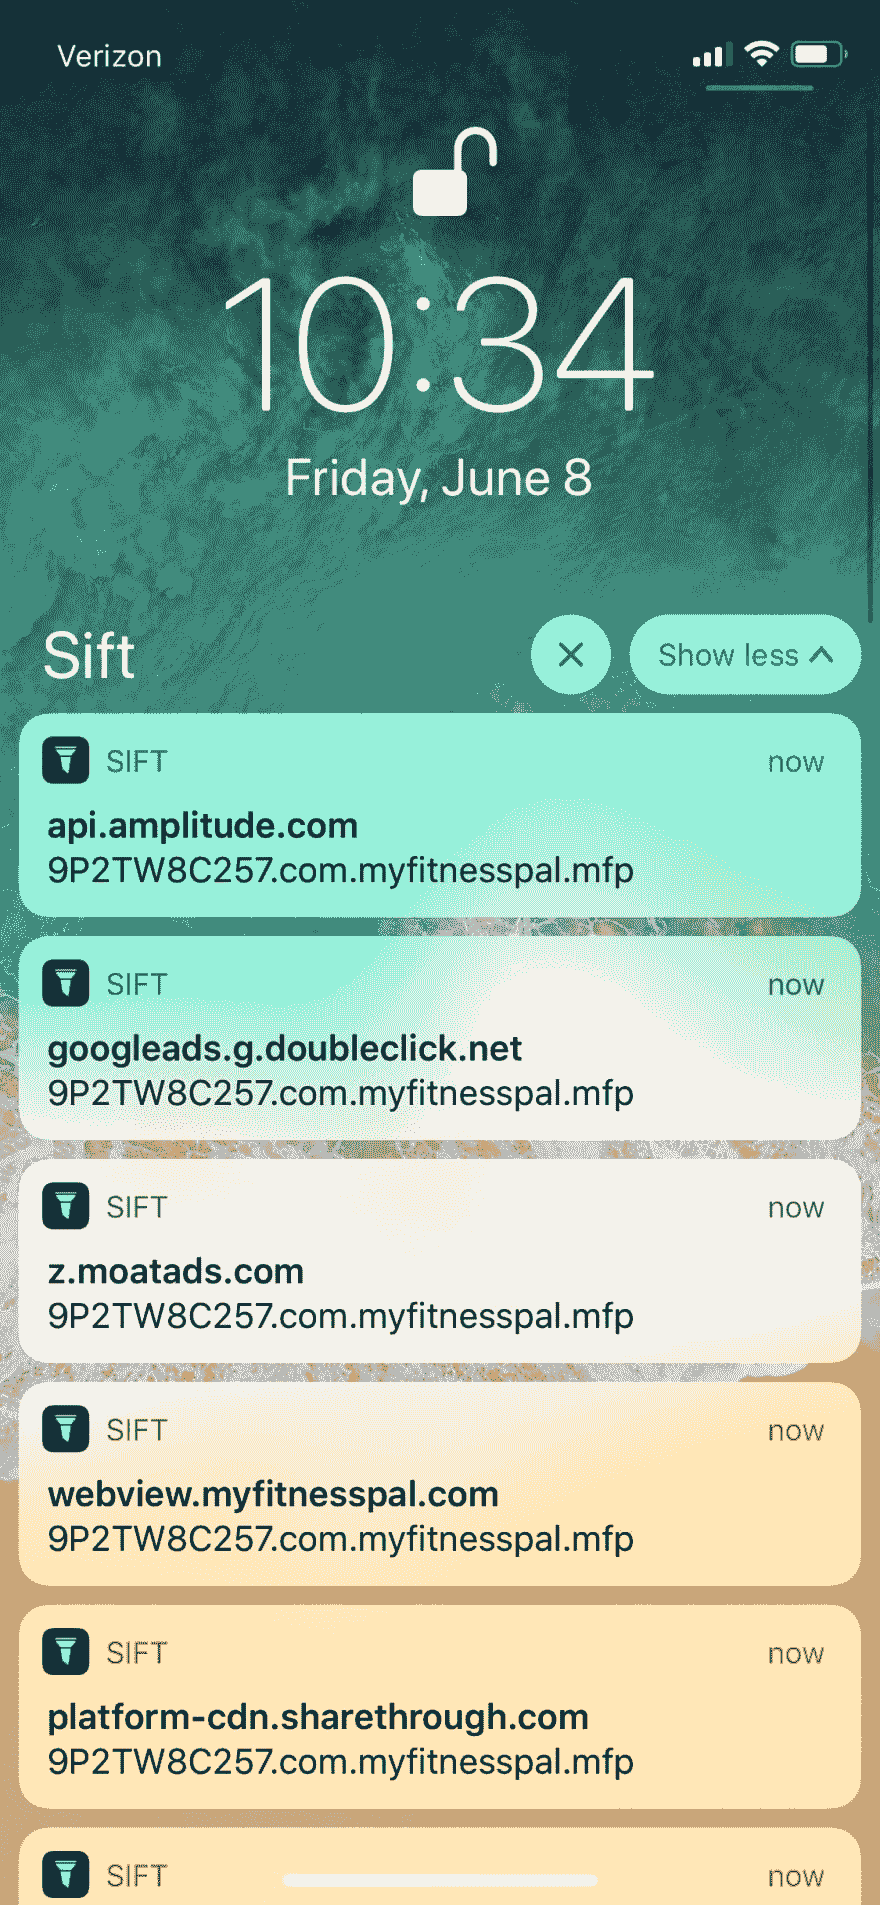 Verizon
10:34
Friday, June 8
Sift
Show less
SIFT now
api.amplitude.com
9P2TW8C257.com.myfitnesspal.mfp
SIFT now
googleads.g.doubleclick.net
9P2TW8C257.com.myfitnesspal.mfp
SIFT now
z.moatads.com
9P2TW8C257.com.myfitnesspal.mfp
SIFT now
webview.myfitnesspal.com
9P2TW8C257.com.myfitnesspal.mfp
SIFT now
platform-cdn.sharethrough.com
9P2TW8C257.com.myfitnesspal.mfp
SIFT now